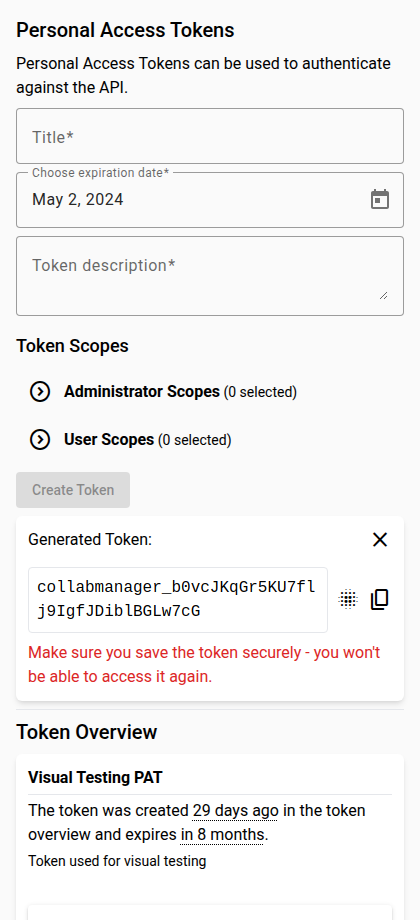 Personal Access Tokens
Personal Access Tokens can be used to authenticate
against the API.
Title*
Choose expiration date*
May 2, 2024
Token description*
Token Scopes
Administrator Scopes (0 selected)
User Scopes (0 selected)
Create Token
Generated Token:
collabmanager_b0vcJKqGr5KU7fl
j9IgfJDiblBGLw7cG
Make sure you save the token securely - you won't
be able to access it again.
Token Overview
Visual Testing PAT
The token was created 29 days ago in the token
overview and expires in 8 months.
Token used for visual testing